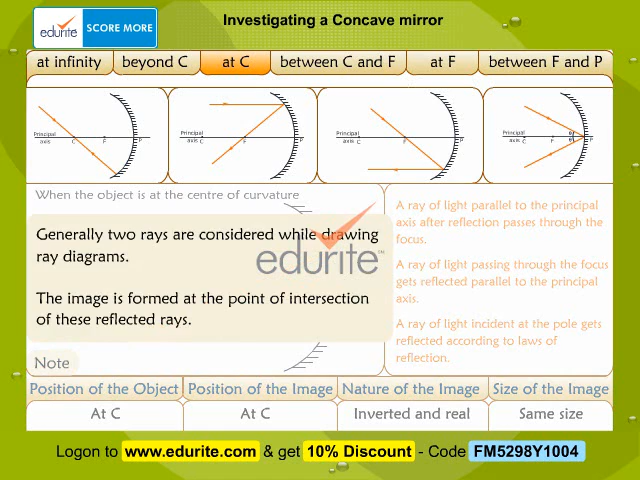 Investigating a Concave mirror
edurite SCORE MORE
at infinity beyond C at C between C and F at F between F and P
Principal axis C F P
Principal axis C F P
Principal axis C F P
Principal axis C F P
When the object is at the centre of curvature
Generally two rays are considered while drawing
ray diagrams.
The image is formed at the point of intersection
of these reflected rays.
edurite
Note
A ray of light parallel to the principal
axis after reflection passes through the
focus.
A ray of light passing through the focus
gets reflected parallel to the principal
axis.
A ray of light incident at the pole gets
reflected according to laws of
reflection.
Position of the Object Position of the Image Nature of the Image Size of the Image
At C At C Inverted and real Same size
Logon to www.edurite.com & get 10% Discount - Code FM5298Y1004